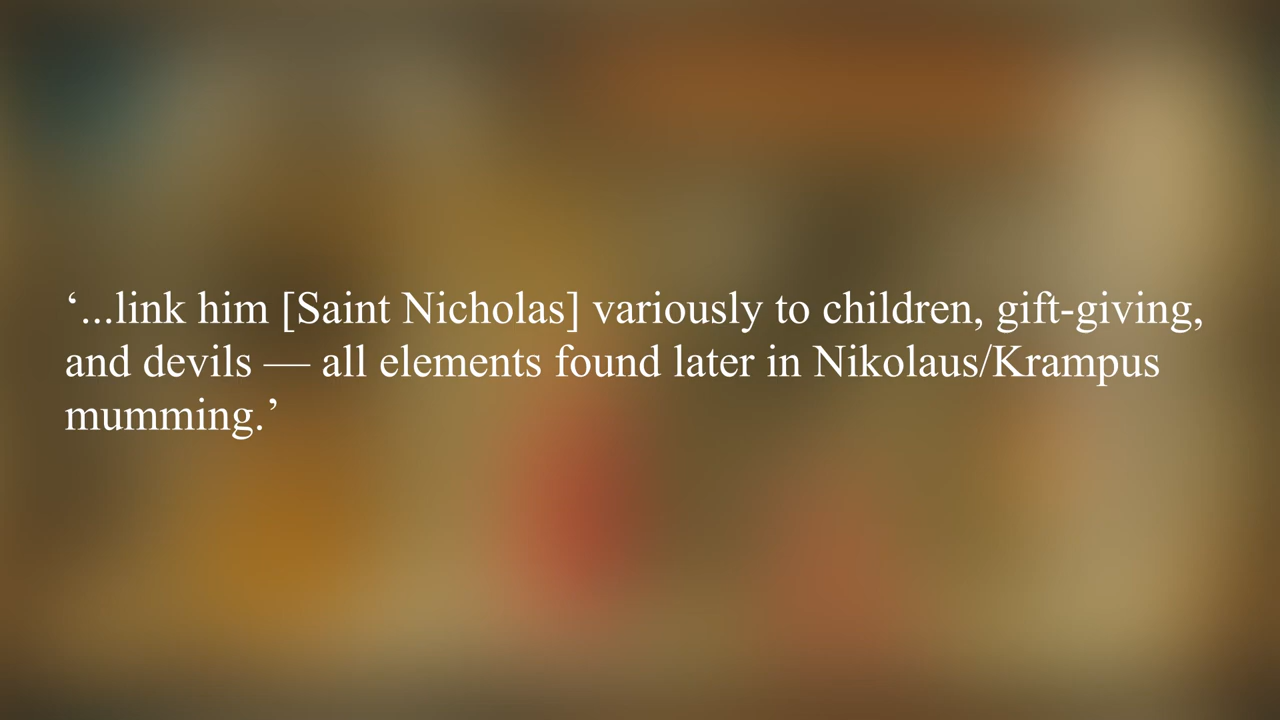 ‘...link him [Saint Nicholas] variously to children, gift-giving,
and devils — all elements found later in Nikolaus/Krampus
mumming.’